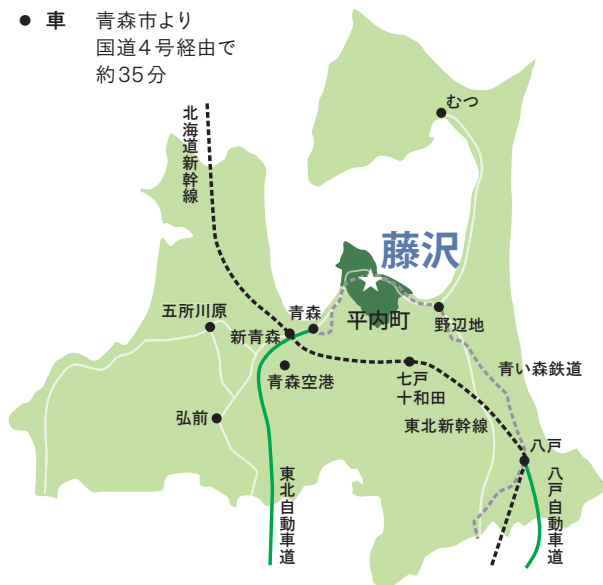 ● 車 青森市より
国道4号経由で
約35分
むつ
北海道新幹線
藤沢
平内町
青森
五所川原
新青森
野辺地
青森空港
七戸
十和田
青い森鉄道
弘前
東北新幹線
八戸
東北自動車道
八戸自動車道